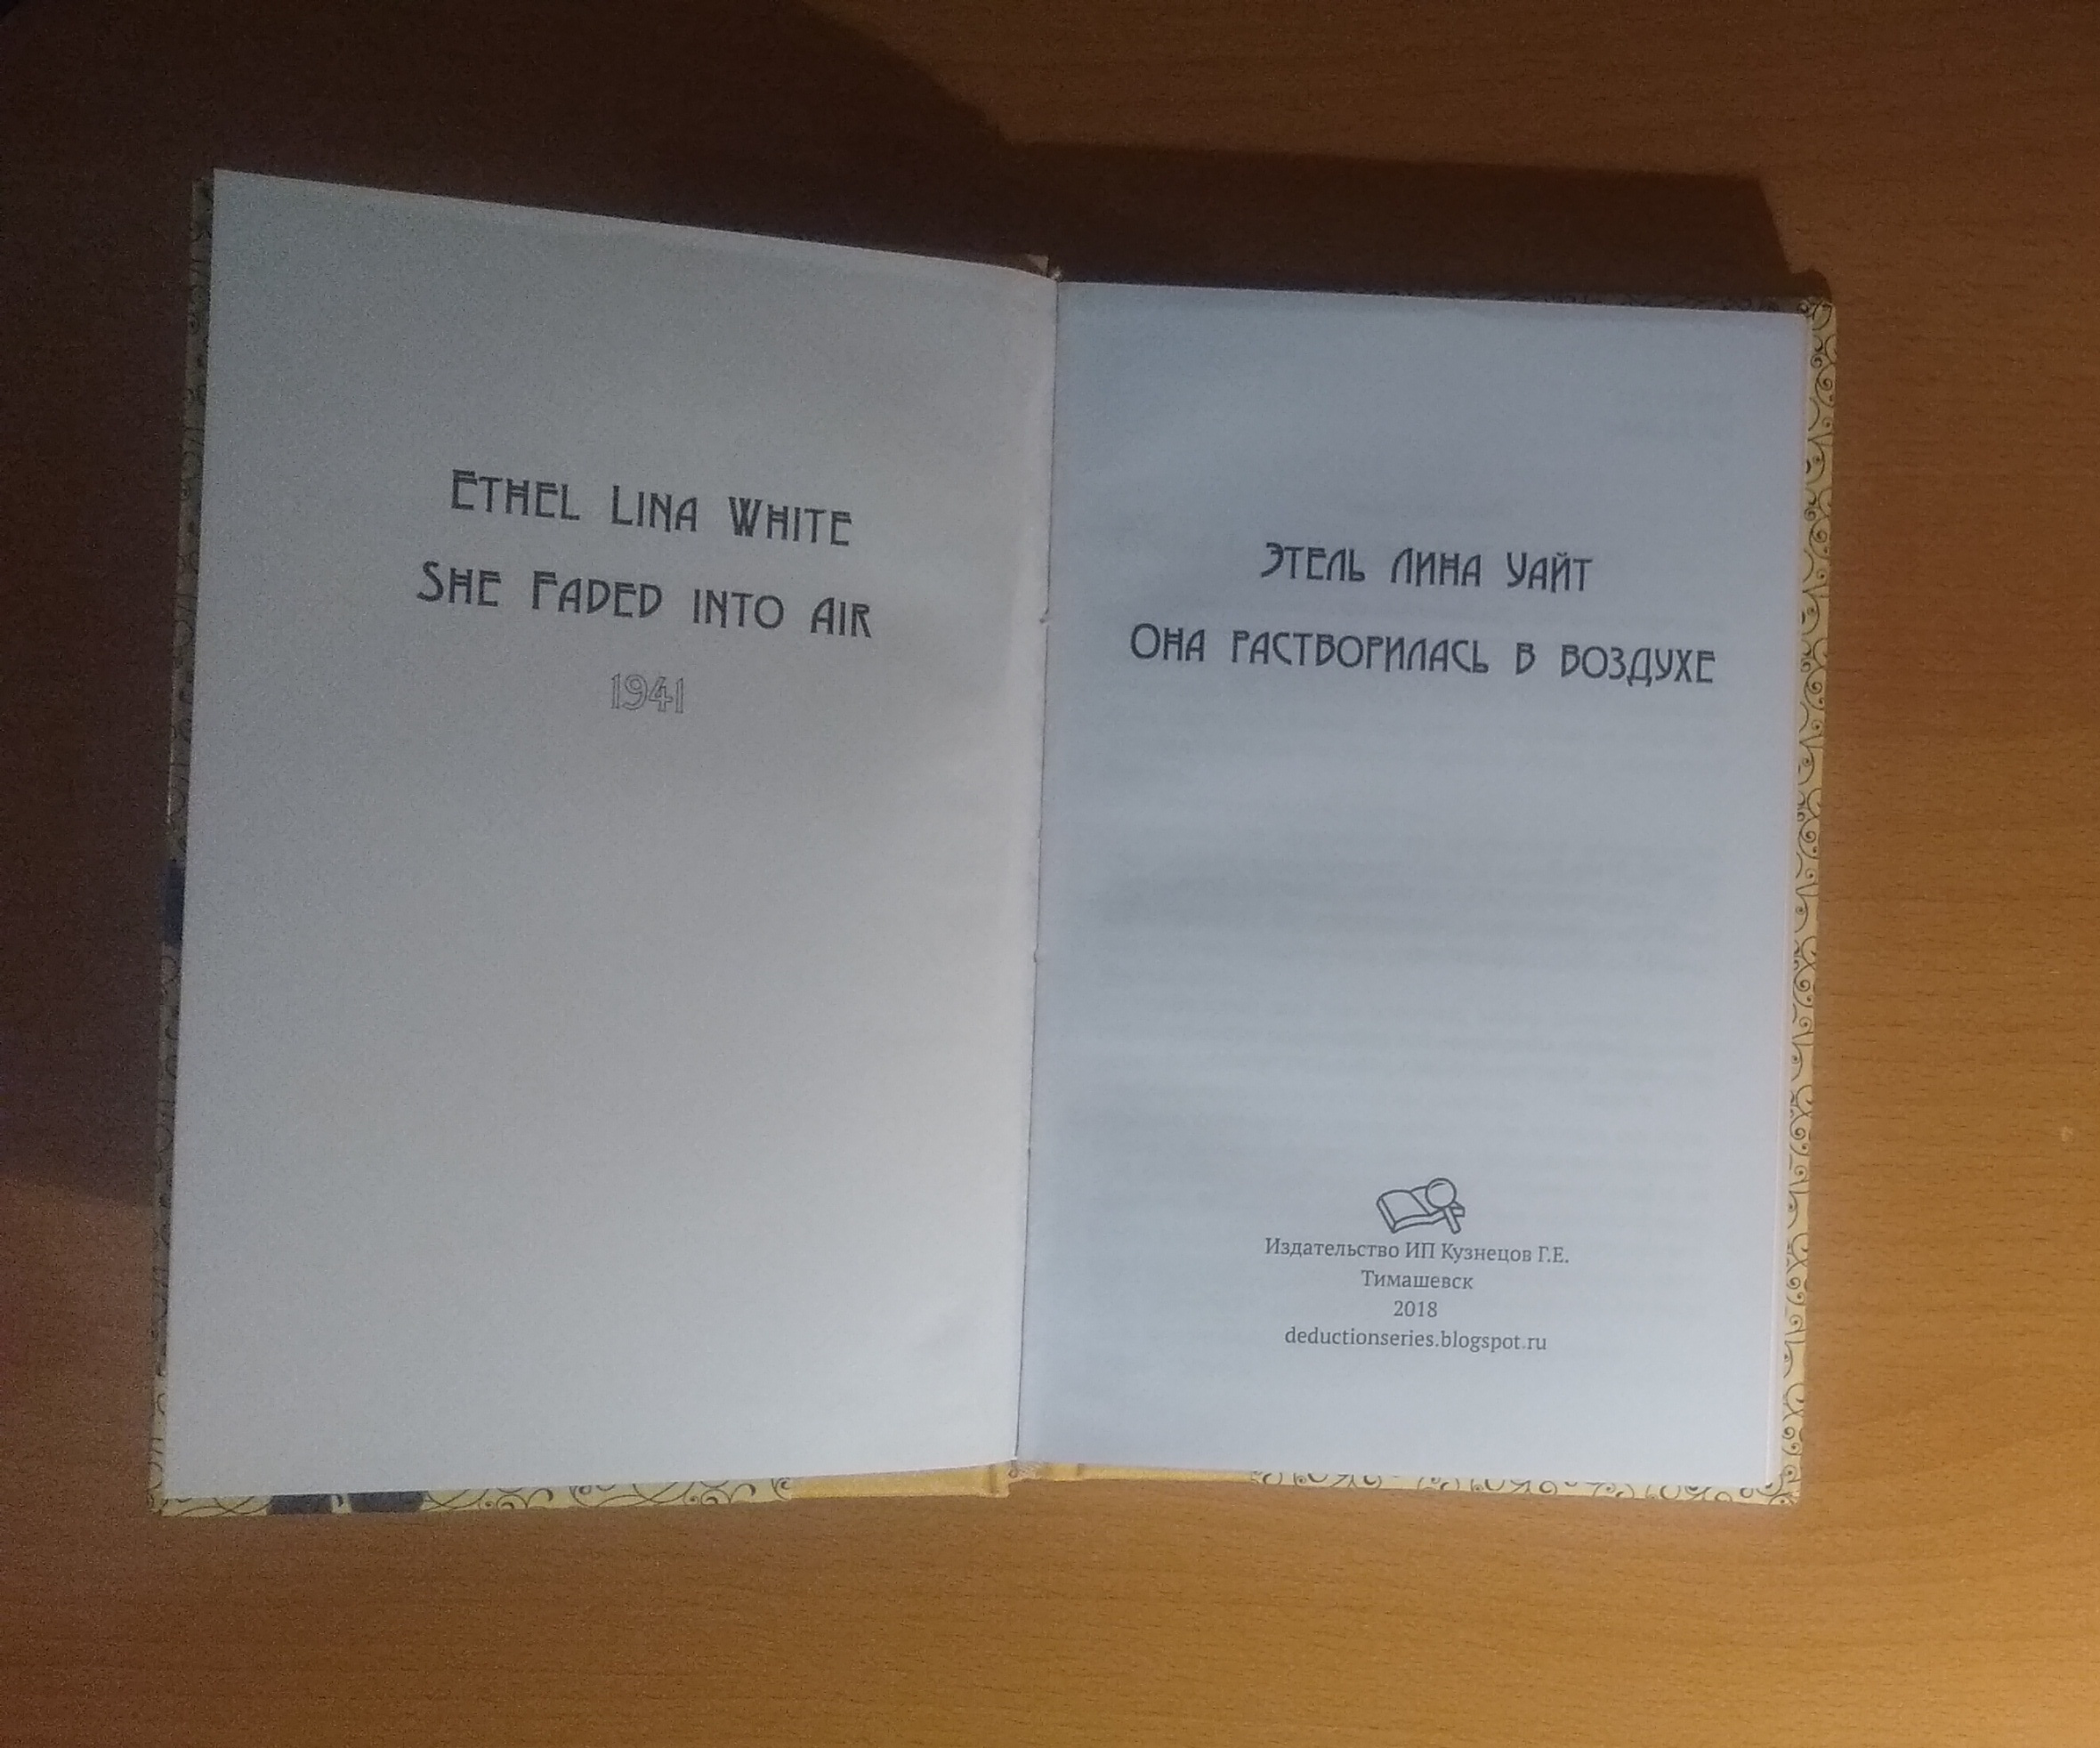 Ethel Lina White
She Faded into Air
1941
Этель Лина Уайт
Она растворилась в воздухе
Издательство ИП Кузнецов Г.Е.
Тимашевск
2018
deductionseries.blogspot.ru